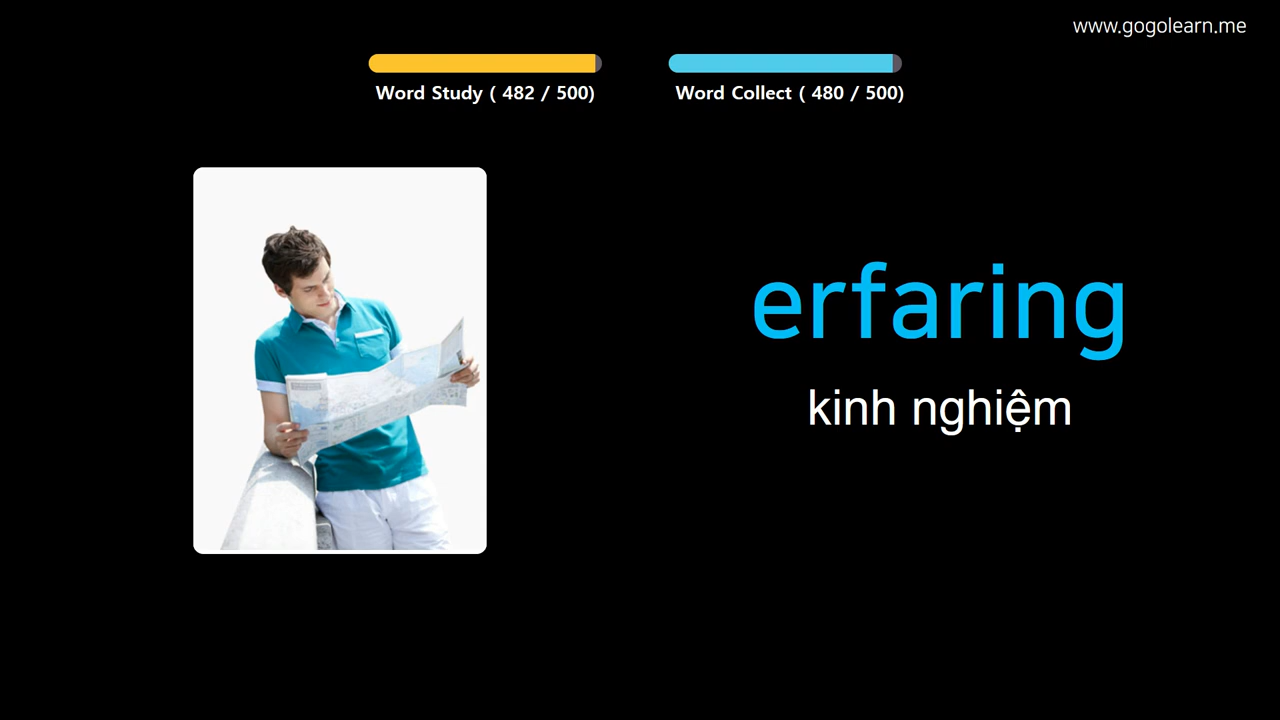 www.gogolearn.me
Word Study ( 482 / 500)
Word Collect ( 480 / 500)
erfaring
kinh nghiệm